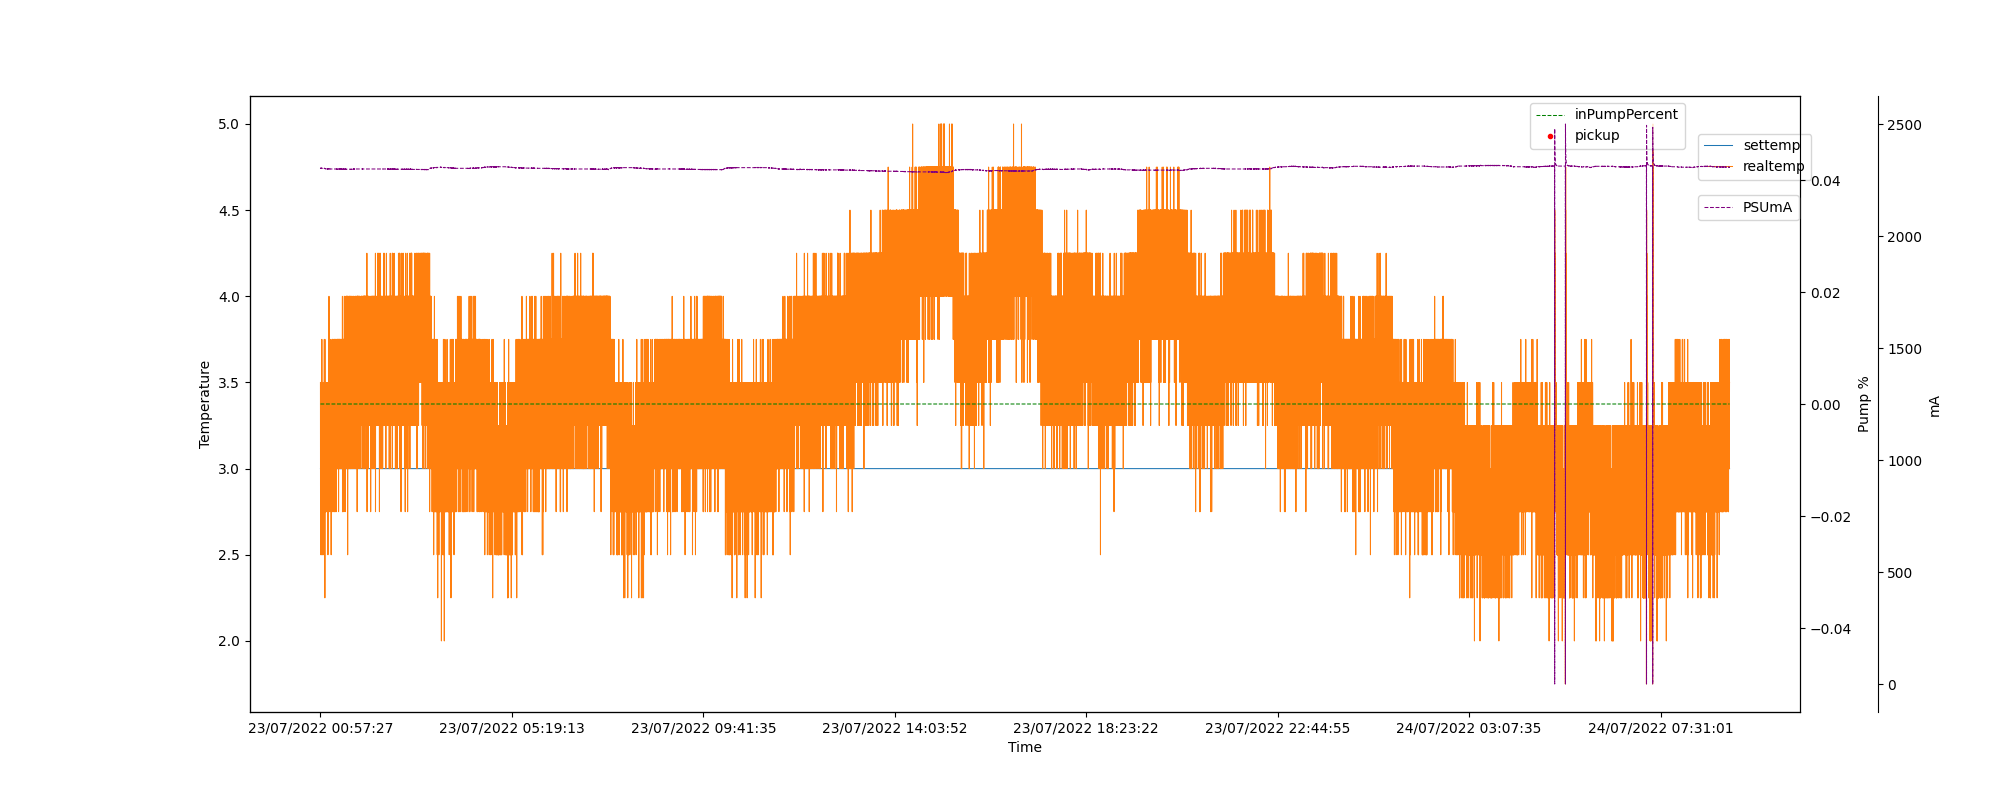 inPumpPercent
pickup
settemp
realtemp
PSUmA
5.0
4.5
4.0
3.5
3.0
2.5
2.0
Temperature
0.04
0.02
0.00
−0.02
−0.04
Pump %
2500
2000
1500
1000
500
0
mA
23/07/2022 00:57:27
23/07/2022 05:19:13
23/07/2022 09:41:35
23/07/2022 14:03:52
23/07/2022 18:23:22
23/07/2022 22:44:55
24/07/2022 03:07:35
24/07/2022 07:31:01
Time